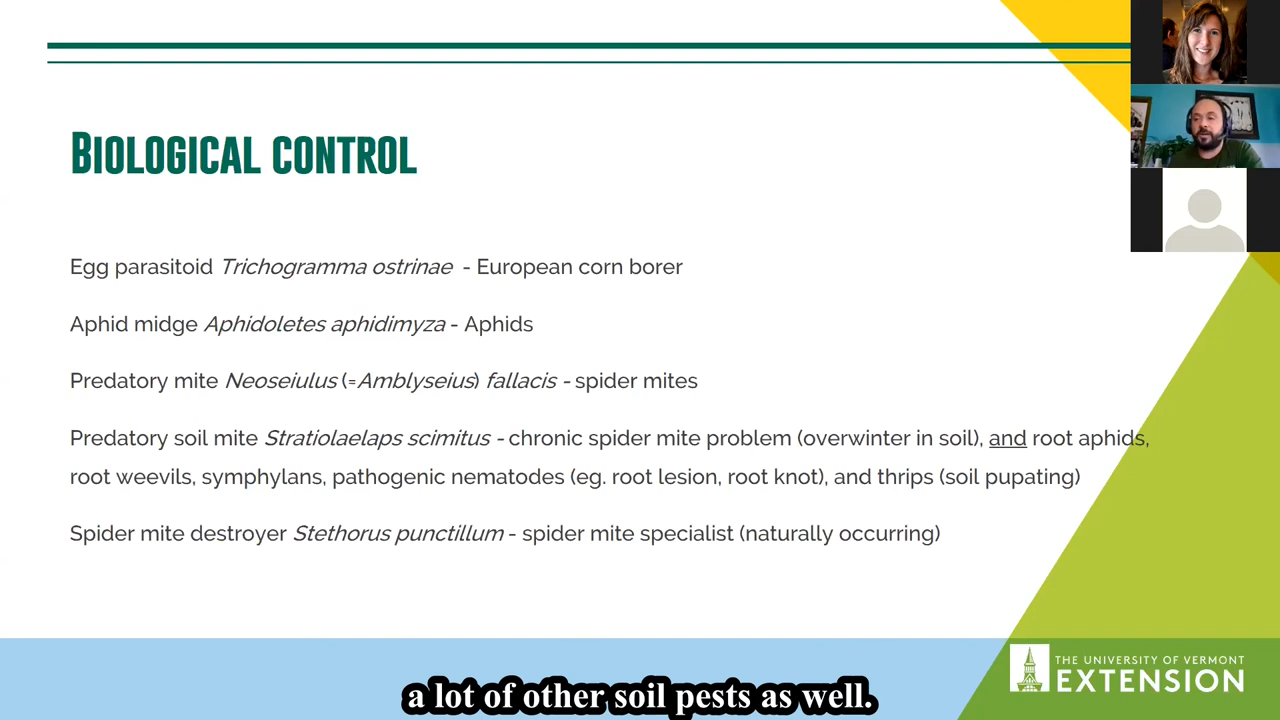 Biological control
Egg parasitoid Trichogramma ostrinae - European corn borer
Aphid midge Aphidoletes aphidimyza - Aphids
Predatory mite Neoseiulus (=Amblyseius) fallacis - spider mites
Predatory soil mite Stratiolaelaps scimitus - chronic spider mite problem (overwinter in soil), and root aphids,
root weevils, symphylans, pathogenic nematodes (eg. root lesion, root knot), and thrips (soil pupating)
Spider mite destroyer Stethorus punctillum - spider mite specialist (naturally occurring)
THE UNIVERSITY OF VERMONT
EXTENSION
a lot of other soil pests as well.